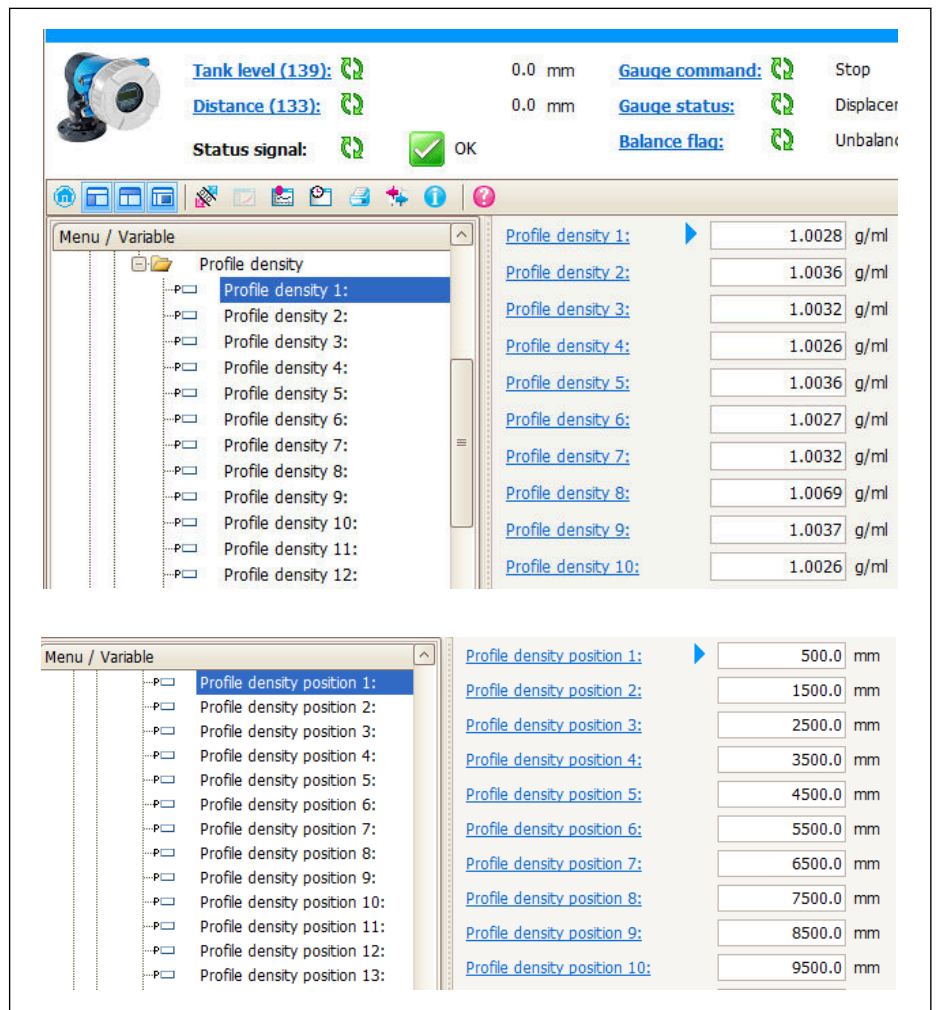 Tank level (139): 0.0 mm Gauge command: Stop
Distance (133): 0.0 mm Gauge status: Displacer
Status signal: OK Balance flag: Unbalanc
Menu / Variable
Profile density
Profile density 1:
Profile density 2:
Profile density 3:
Profile density 4:
Profile density 5:
Profile density 6:
Profile density 7:
Profile density 8:
Profile density 9:
Profile density 10:
Profile density 11:
Profile density 12:
Profile density 1: 1.0028 g/ml
Profile density 2: 1.0036 g/ml
Profile density 3: 1.0032 g/ml
Profile density 4: 1.0026 g/ml
Profile density 5: 1.0036 g/ml
Profile density 6: 1.0027 g/ml
Profile density 7: 1.0032 g/ml
Profile density 8: 1.0069 g/ml
Profile density 9: 1.0037 g/ml
Profile density 10: 1.0026 g/ml
Menu / Variable
Profile density position 1:
Profile density position 2:
Profile density position 3:
Profile density position 4:
Profile density position 5:
Profile density position 6:
Profile density position 7:
Profile density position 8:
Profile density position 9:
Profile density position 10:
Profile density position 11:
Profile density position 12:
Profile density position 13:
Profile density position 1: 500.0 mm
Profile density position 2: 1500.0 mm
Profile density position 3: 2500.0 mm
Profile density position 4: 3500.0 mm
Profile density position 5: 4500.0 mm
Profile density position 6: 5500.0 mm
Profile density position 7: 6500.0 mm
Profile density position 8: 7500.0 mm
Profile density position 9: 8500.0 mm
Profile density position 10: 9500.0 mm